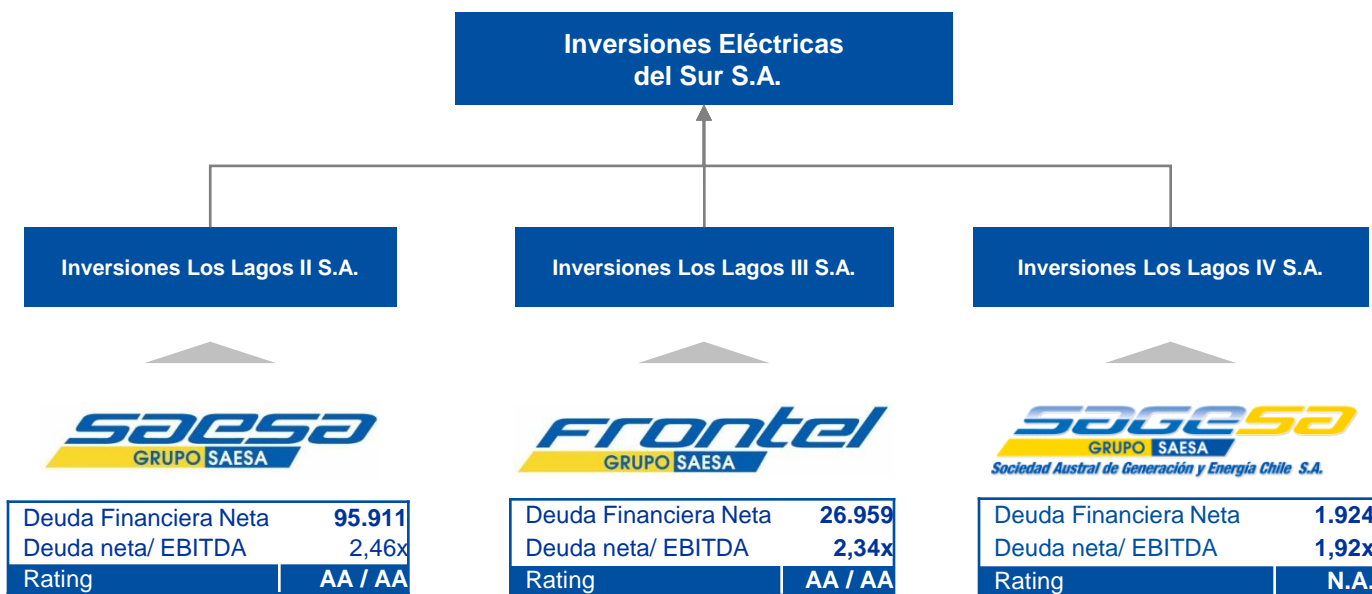 Inversiones Eléctricas
del Sur S.A.
Inversiones Los Lagos II S.A.
Inversiones Los Lagos III S.A.
Inversiones Los Lagos IV S.A.
saesa
GRUPO SAESA
Frontel
GRUPO SAESA
sagesa
GRUPO SAESA
Sociedad Austral de Generación y Energía Chile S.A.
Deuda Financiera Neta 95.911
Deuda neta/ EBITDA 2,46x
Rating AA / AA
Deuda Financiera Neta 26.959
Deuda neta/ EBITDA 2,34x
Rating AA / AA
Deuda Financiera Neta 1.924
Deuda neta/ EBITDA 1,92x
Rating N.A.